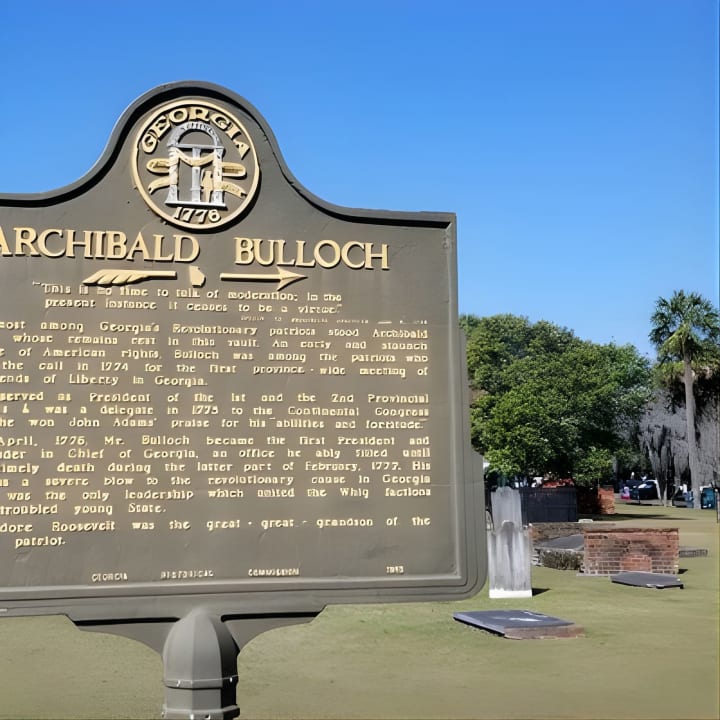 GEORGIA
1776
ARCHIBALD BULLOCH
"This is no time to talk of moderation; in the
present instance it ceases to be a virtue."
most among Georgia's Revolutionary patriots stood Archibald
whose remains rest in this vault. An early and staunch
of American rights, Bulloch was among the patriots who
the call in 1774 for the first province-wide meeting of
ends of Liberty in Georgia.
served as President of the 1st and the 2nd Provincial
& was a delegate in 1775 to the Continental Congress
he won John Adams' praise for his "abilities and fortitude."
April, 1776, Mr. Bulloch became the first President and
der in Chief of Georgia, an office he ably filled until
timely death during the latter part of February, 1777. His
s a severe blow to the revolutionary cause in Georgia
was the only leadership which united the Whig factions
troubled young State.
dore Roosevelt was the great-great-grandson of the
patriot.
GEORGIA HISTORICAL COMMISSION